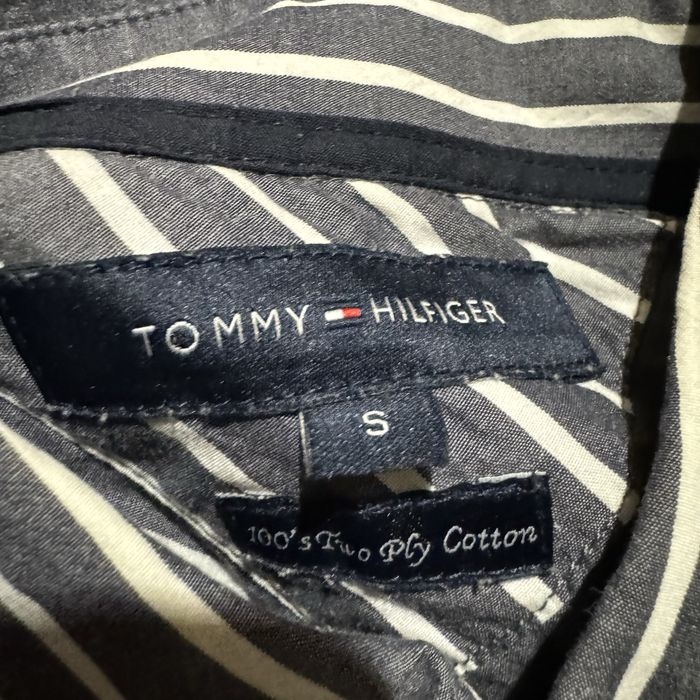 TOMMY HILFIGER
S
100's Two Ply Cotton